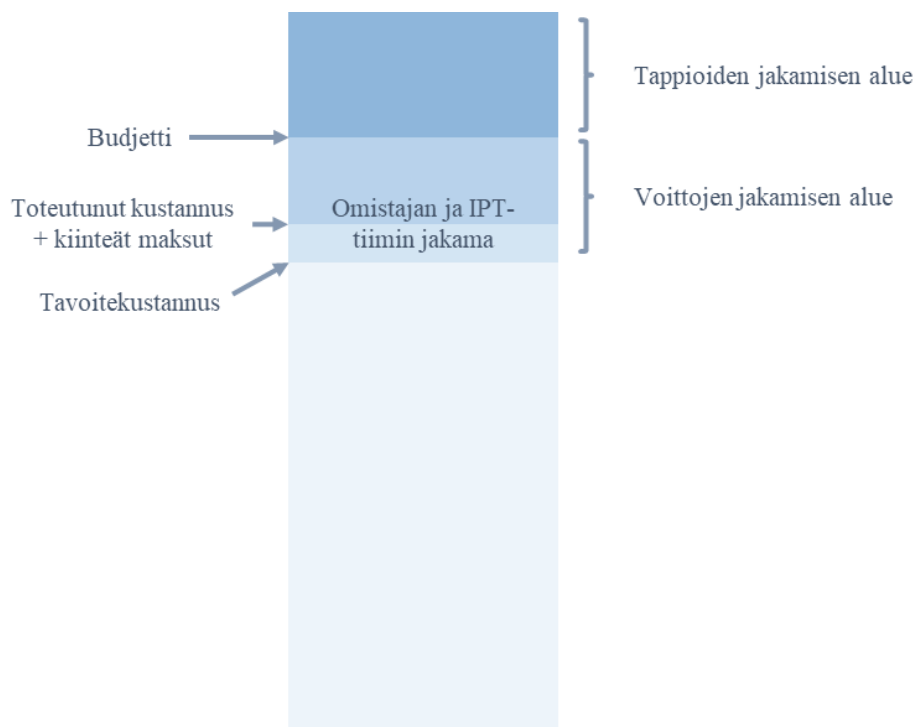 Tappioiden jakamisen alue
Budjetti
Voittojen jakamisen alue
Toteutunut kustannus
+ kiinteät maksut
Omistajan ja IPT-
tiimin jakama
Tavoitekustannus